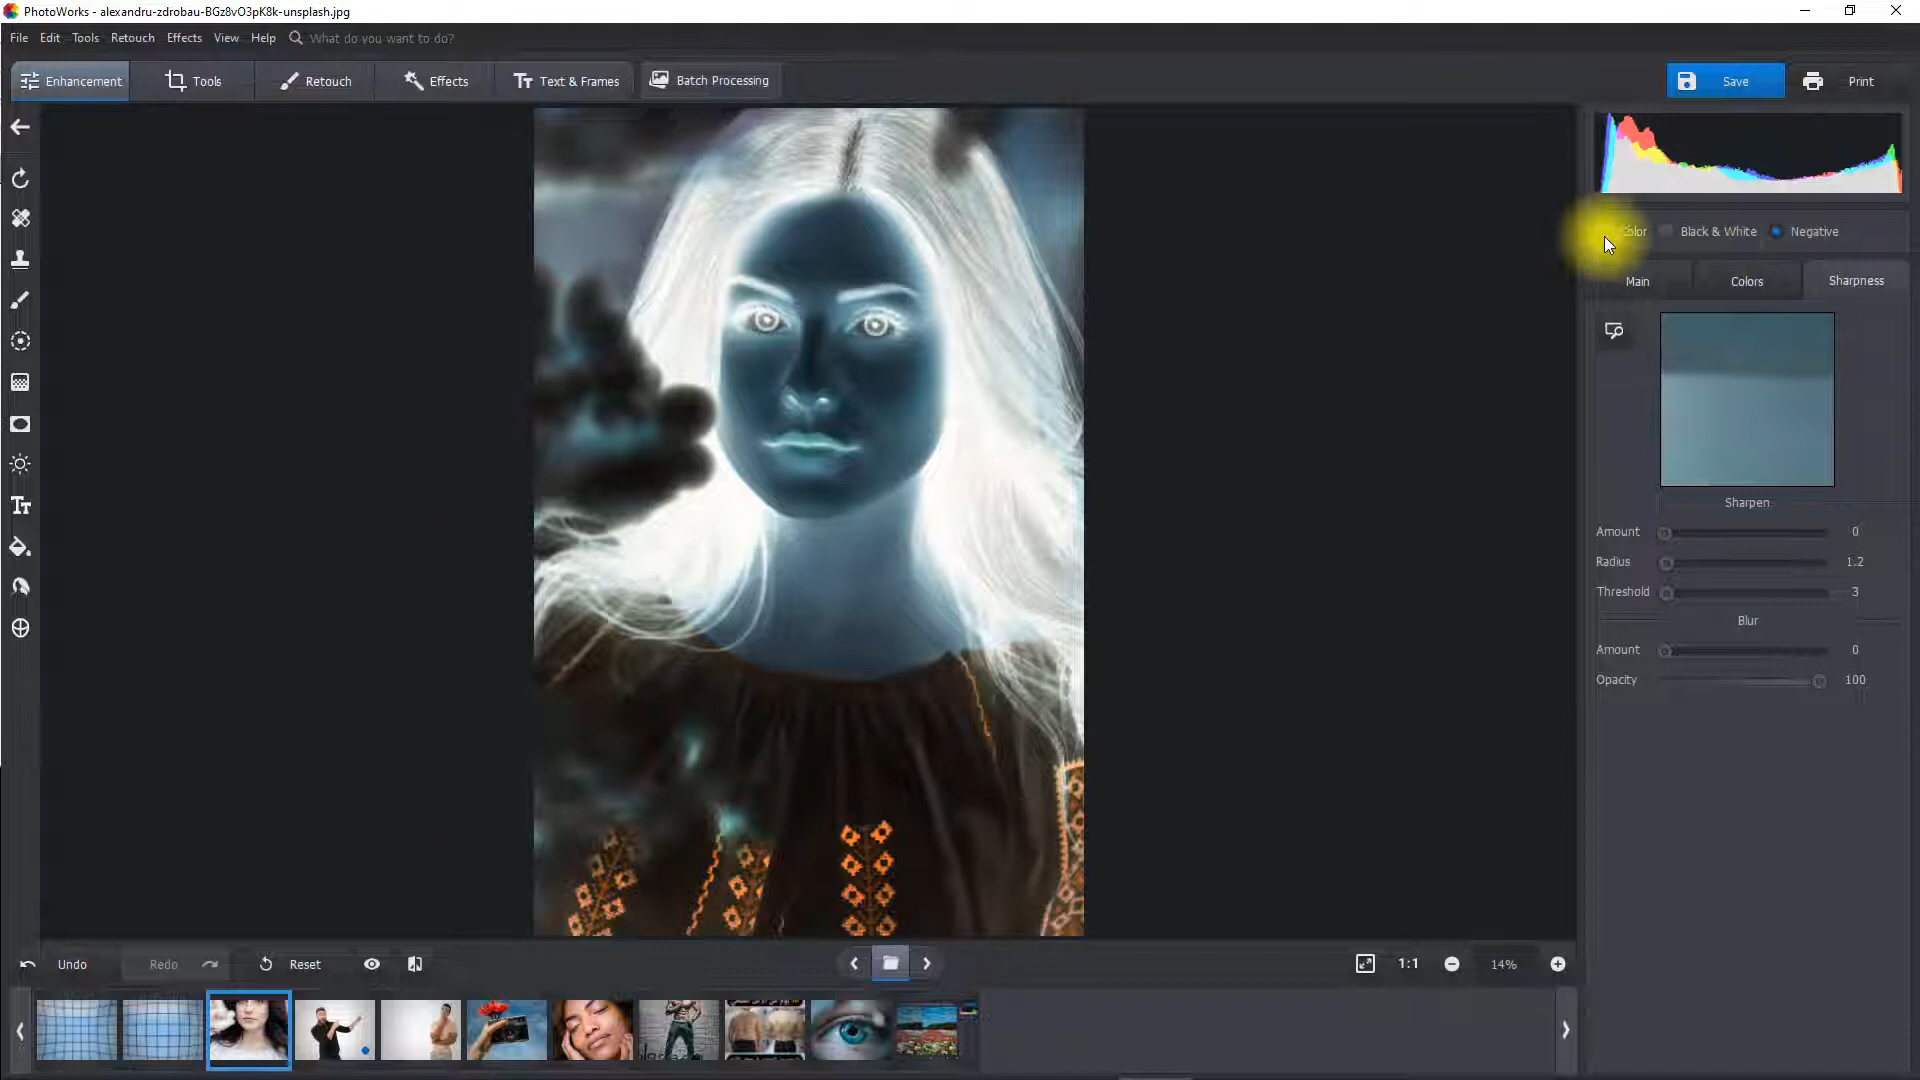 PhotoWorks - alexandru-zdrobau-BGz8vO3pK8k-unsplash.jpg
File Edit Tools Retouch Effects View Help What do you want to do?
Enhancement Tools Retouch Effects Text & Frames Batch Processing Save Print
Color Black & White Negative
Main Colors Sharpness
Sharpen
Amount 0
Radius 1.2
Threshold 3
Blur
Amount 0
Opacity 100
Undo Redo Reset 1:1 14%